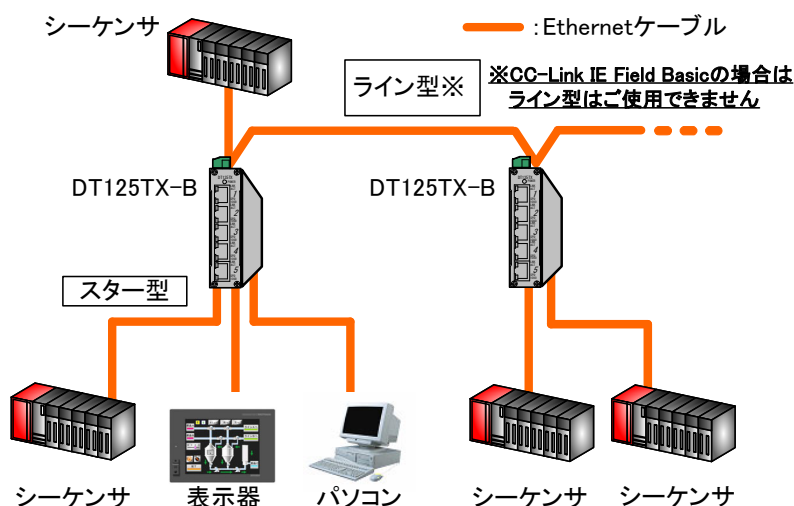 シーケンサ
:Ethernetケーブル
ライン型※
※CC-Link IE Field Basicの場合は
ライン型はご使用できません
DT125TX-B
DT125TX-B
スター型
シーケンサ
表示器
パソコン
シーケンサ
シーケンサ